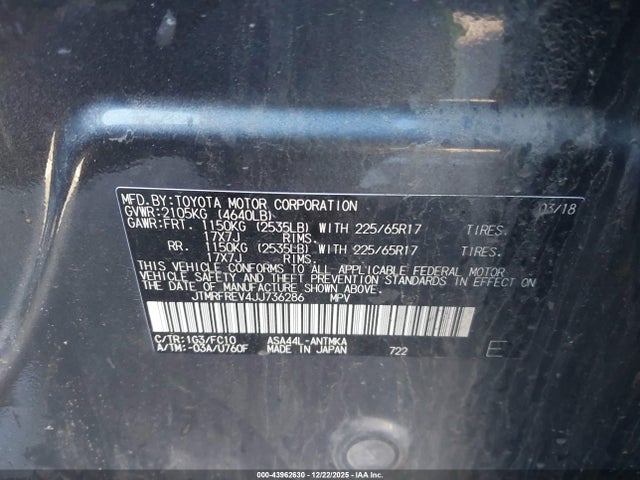 MFD.BY:TOYOTA MOTOR CORPORATION 03/18
GVWR:2105KG (4640LB)
GAWR:FRT. 1150KG (2535LB) WITH 225/65R17 TIRES.
17X7J RIMS.
RR. 1150KG (2535LB) WITH 225/65R17 TIRES.
17X7J RIMS.
THIS VEHICLE CONFORMS TO ALL APPLICABLE FEDERAL MOTOR
VEHICLE SAFETY AND THEFT PREVENTION STANDARDS IN EFFECT ON
THE DATE OF MANUFACTURE SHOWN ABOVE.
JTMRFREV4JJ736286 MPV
C/TR:1G3/FC10 ASA44L-ANTMKA
A/TM:-03A/U760F MADE IN JAPAN 722 E
000-43962630 - 12/22/2025 - IAAI.COM